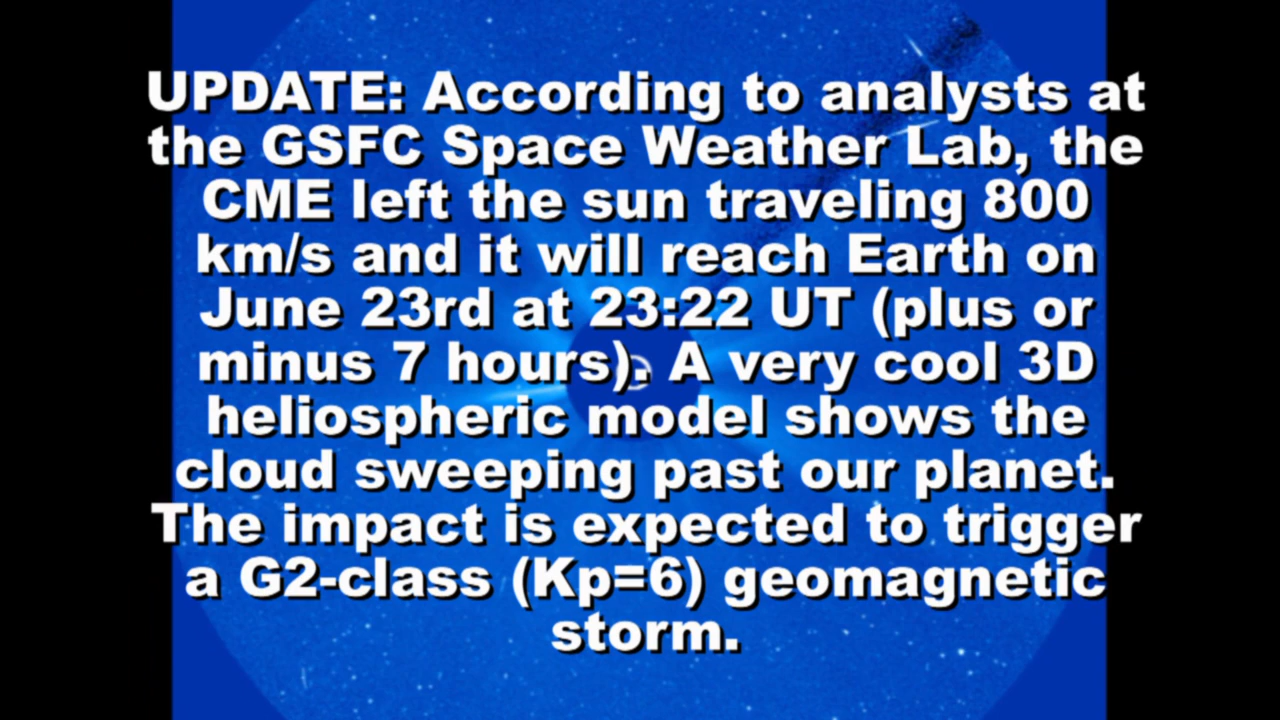 UPDATE: According to analysts at
the GSFC Space Weather Lab, the
CME left the sun traveling 800
km/s and it will reach Earth on
June 23rd at 23:22 UT (plus or
minus 7 hours). A very cool 3D
heliospheric model shows the
cloud sweeping past our planet.
The impact is expected to trigger
a G2-class (Kp=6) geomagnetic
storm.